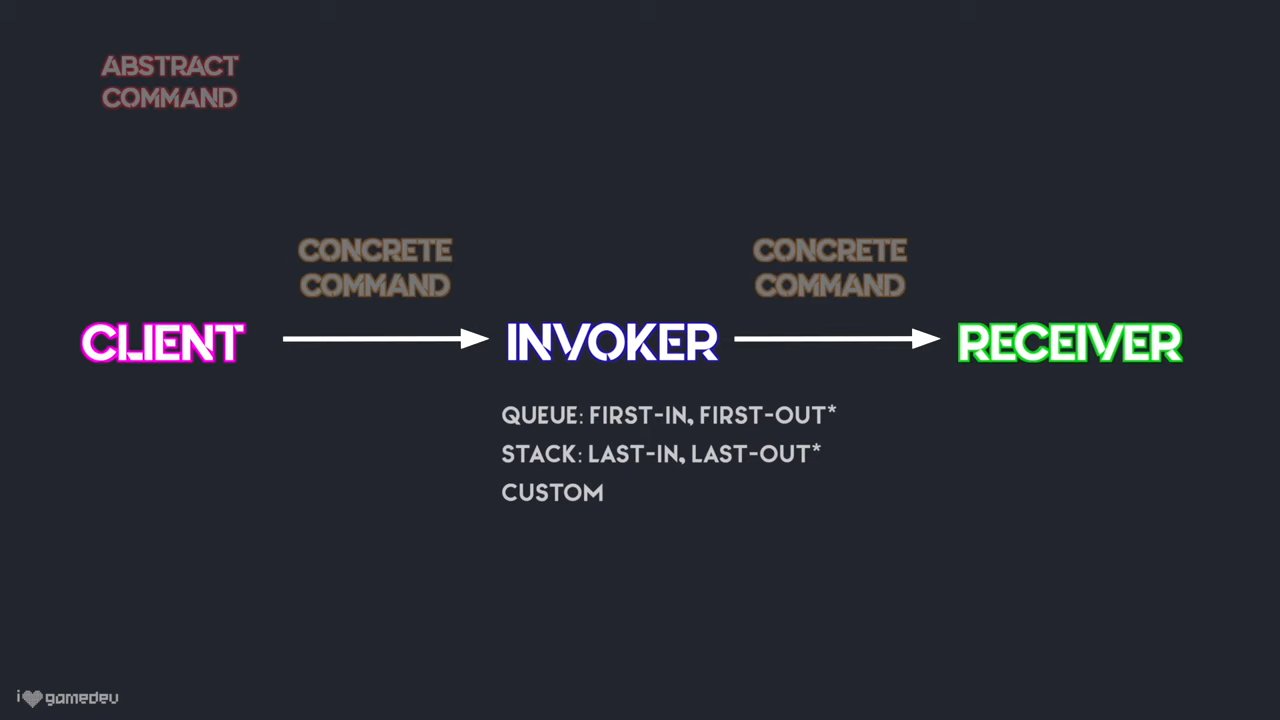 ABSTRACT
COMMAND
CONCRETE
COMMAND
CONCRETE
COMMAND
CLIENT
INVOKER
RECEIVER
QUEUE: FIRST-IN, FIRST-OUT*
STACK: LAST-IN, LAST-OUT*
CUSTOM
i gamedev